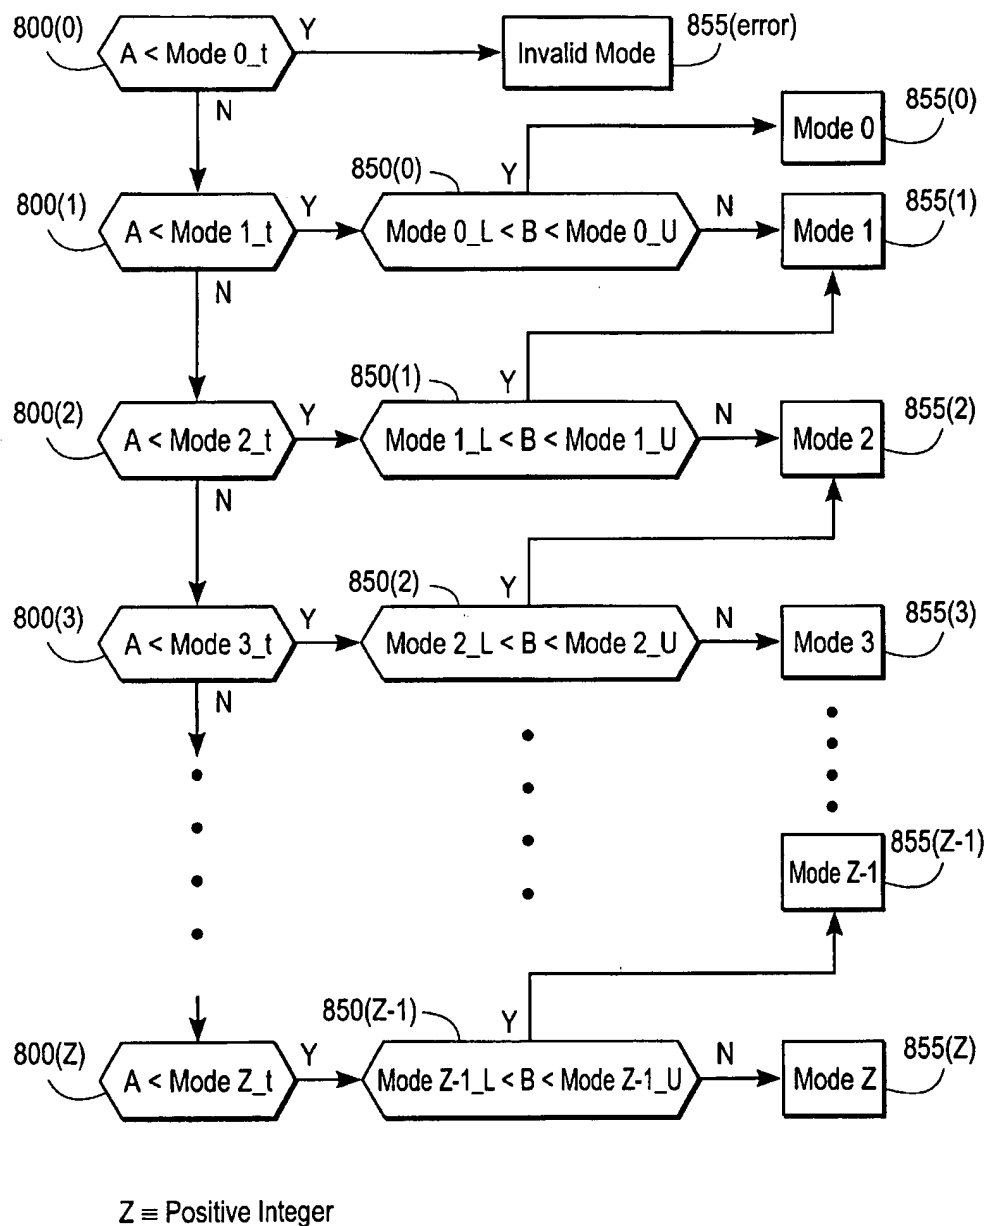 800(0)
A < Mode 0_t
Y
Invalid Mode
855(error)
N
Mode 0
855(0)
800(1)
A < Mode 1_t
Y
850(0)
Y
Mode 0_L < B < Mode 0_U
N
Mode 1
855(1)
N
800(2)
A < Mode 2_t
Y
850(1)
Y
Mode 1_L < B < Mode 1_U
N
Mode 2
855(2)
N
800(3)
A < Mode 3_t
Y
850(2)
Y
Mode 2_L < B < Mode 2_U
N
Mode 3
855(3)
N
Mode Z-1
855(Z-1)
800(Z)
A < Mode Z_t
Y
850(Z-1)
Y
Mode Z-1_L < B < Mode Z-1_U
N
Mode Z
855(Z)
Z ≡ Positive Integer